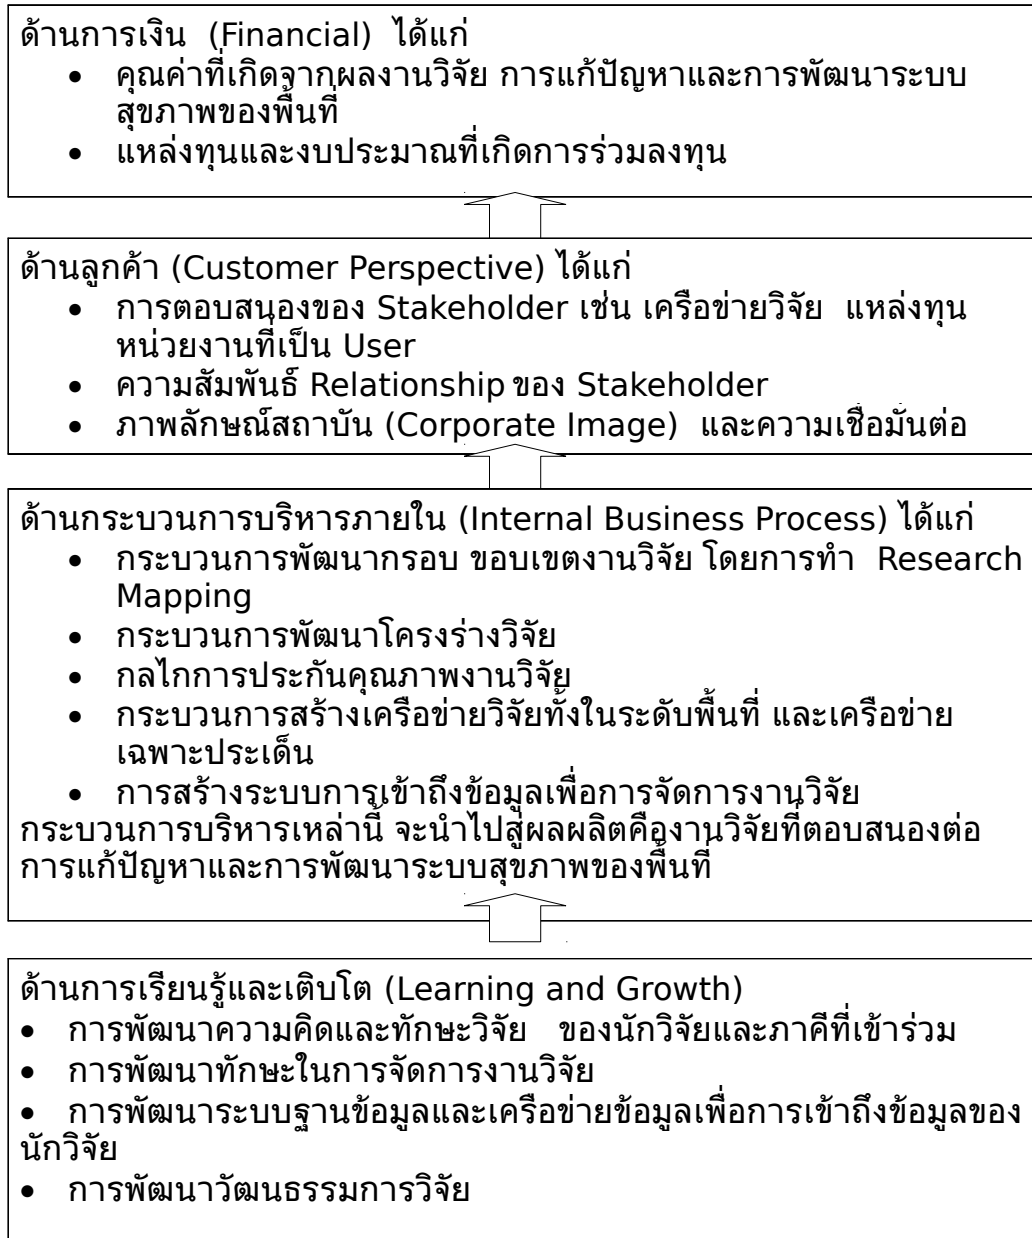 ด้านการเงิน (Financial) ได้แก่
• คุณค่าที่เกิดจากผลงานวิจัย การแก้ปัญหาและการพัฒนาระบบ
สุขภาพของพื้นที่
• แหล่งทุนและงบประมาณที่เกิดการร่วมลงทุน
ด้านลูกค้า (Customer Perspective) ได้แก่
• การตอบสนองของ Stakeholder เช่น เครือข่ายวิจัย แหล่งทุน
หน่วยงานที่เป็น User
• ความสัมพันธ์ Relationship ของ Stakeholder
• ภาพลักษณ์สถาบัน (Corporate Image) และความเชื่อมั่นต่อ
ด้านกระบวนการบริหารภายใน (Internal Business Process) ได้แก่
• กระบวนการพัฒนากรอบ ขอบเขตงานวิจัย โดยการทำ Research
Mapping
• กระบวนการพัฒนาโครงร่างวิจัย
• กลไกการประกันคุณภาพงานวิจัย
• กระบวนการสร้างเครือข่ายวิจัยทั้งในระดับพื้นที่ และเครือข่าย
เฉพาะประเด็น
• การสร้างระบบการเข้าถึงข้อมูลเพื่อการจัดการงานวิจัย
กระบวนการบริหารเหล่านี้ จะนำไปสู่ผลผลิตคืองานวิจัยที่ตอบสนองต่อ
การแก้ปัญหาและการพัฒนาระบบสุขภาพของพื้นที่
ด้านการเรียนรู้และเติบโต (Learning and Growth)
• การพัฒนาความคิดและทักษะวิจัย ของนักวิจัยและภาคีที่เข้าร่วม
• การพัฒนาทักษะในการจัดการงานวิจัย
• การพัฒนาระบบฐานข้อมูลและเครือข่ายข้อมูลเพื่อการเข้าถึงข้อมูลของ
นักวิจัย
• การพัฒนาวัฒนธรรมการวิจัย